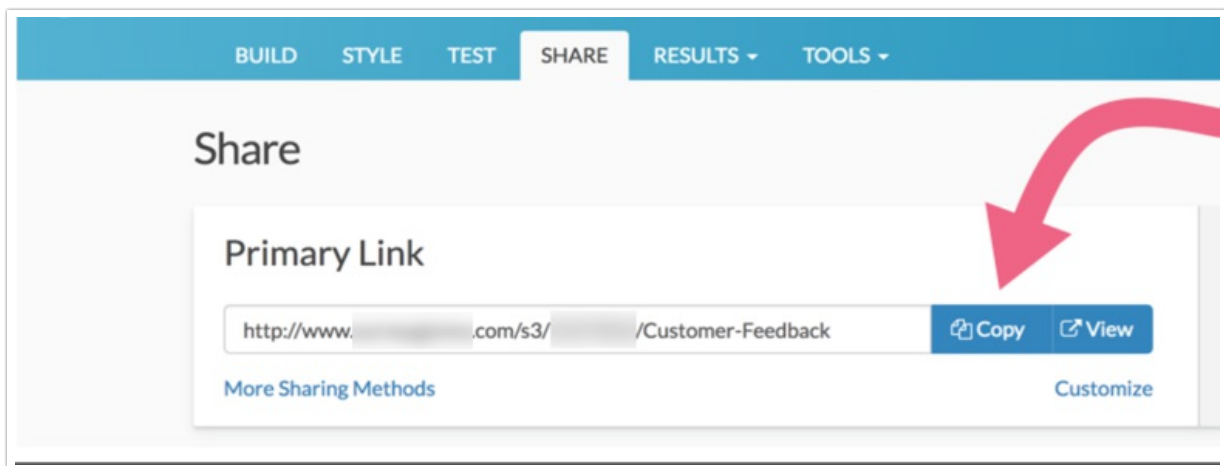 BUILD STYLE TEST SHARE RESULTS TOOLS
Share
Primary Link
http://www. .com/s3/ /Customer-Feedback Copy View
More Sharing Methods Customize